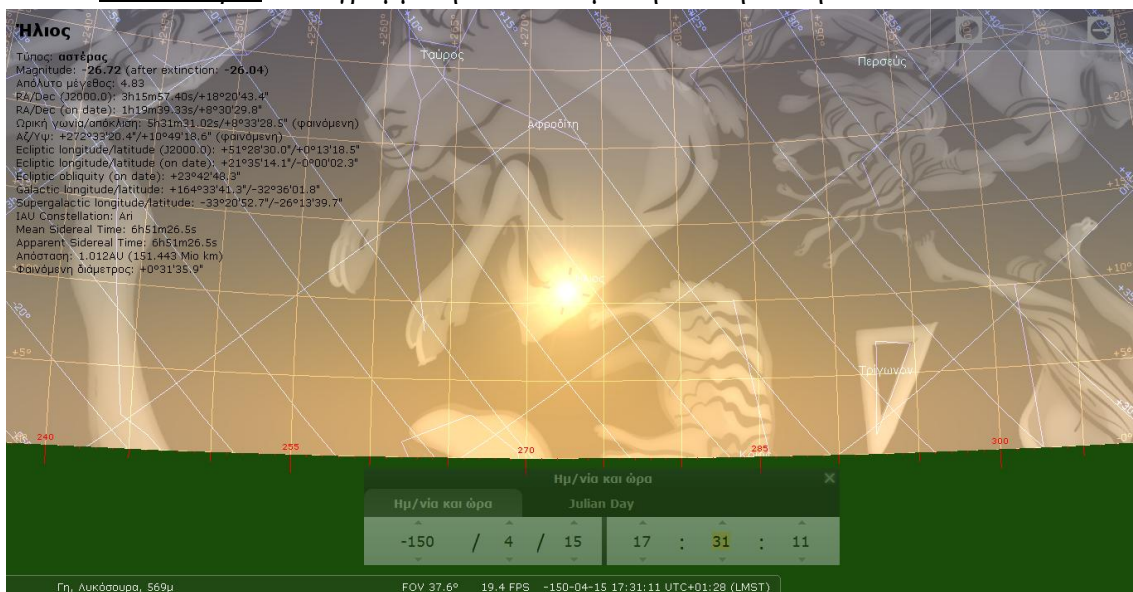 Ἥλιος
Τύπος: αστέρας
Magnitude: -26.72 (after extinction: -26.04)
Απόλυτο μέγεθος: 4.83
RA/Dec (J2000.0): 3h15m57.40s/+18°20'43.4"
RA/Dec (on date): 1h19m39.33s/+8°30'29.8"
Ωρική γωνία/απόκλιση: 5h31m31.02s/+8°33'28.5" (φαινόμενη)
Αζ/Υψ: +272°33'20.4"/+10°49'18.6" (φαινόμενη)
Ecliptic longitude/latitude (J2000.0): +51°28'30.0"/+0°13'18.5"
Ecliptic longitude/latitude (on date): +21°35'14.1"/-0°00'02.3"
Ecliptic obliquity (on date): +23°42'48.3"
Galactic longitude/latitude: +164°33'41.3"/-32°36'01.8"
Supergalactic longitude/latitude: -33°20'52.7"/-26°13'39.7"
IAU Constellation: Ari
Mean Sidereal Time: 6h51m26.5s
Apparent Sidereal Time: 6h51m26.5s
Απόσταση: 1.012AU (151.443 Mio km)
Φαινόμενη διάμετρος: +0°31'35.9"
Ταύρος
Περσεύς
Αφροδίτη
Τρίγωνον
+20°
+15°
+10°
+5°
+5°
240
255
270
285
300
Ημ/νία και ώρα
Ημ/νία και ώρα Julian Day
-150 / 4 / 15 17 : 31 : 11
Γη, Λυκόσουρα, 569μ FOV 37.6° 19.4 FPS -150-04-15 17:31:11 UTC+01:28 (LMST)